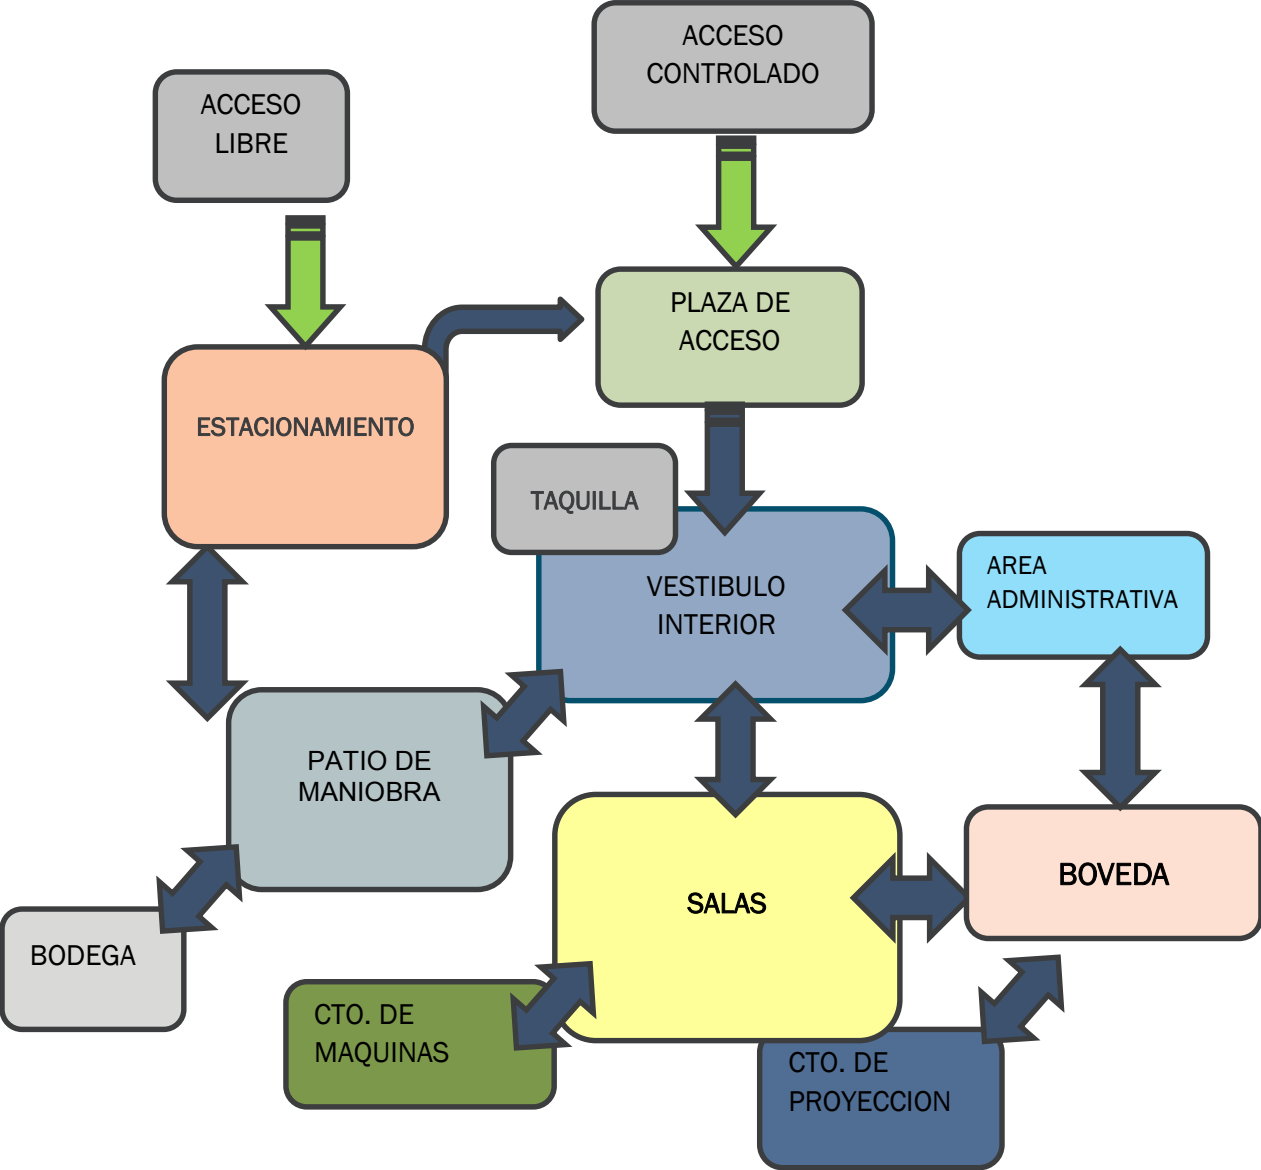 ACCESO
CONTROLADO
ACCESO
LIBRE
PLAZA DE
ACCESO
ESTACIONAMIENTO
TAQUILLA
VESTIBULO
INTERIOR
AREA
ADMINISTRATIVA
PATIO DE
MANIOBRA
SALAS
BOVEDA
BODEGA
CTO. DE
MAQUINAS
CTO. DE
PROYECCION